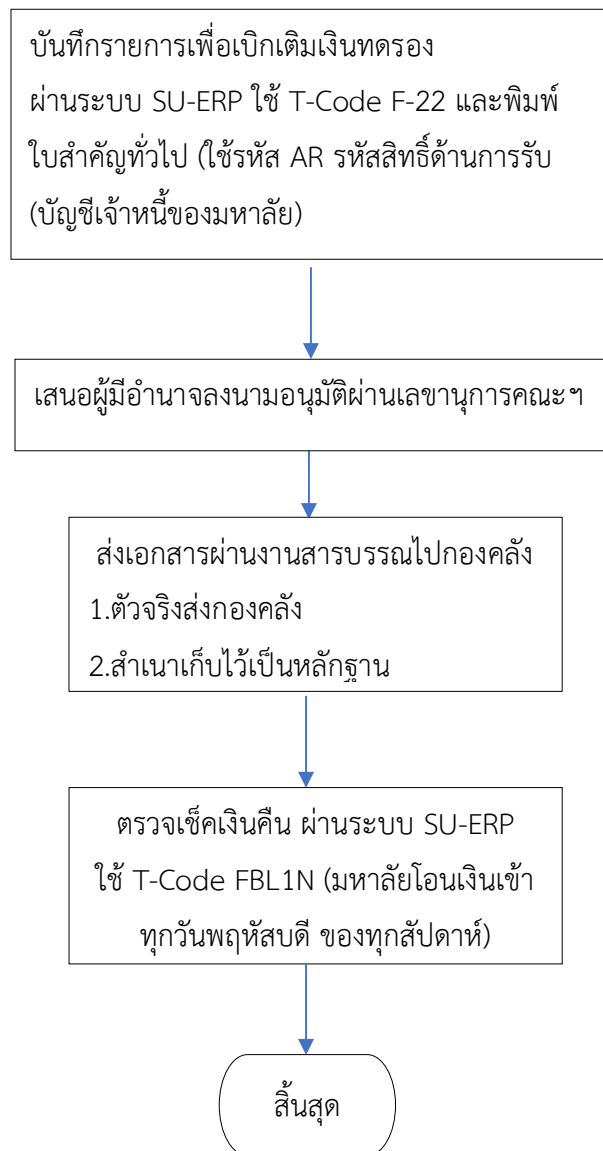 บันทึกรายการเพื่อเบิกเติมเงินทดรอง
ผ่านระบบ SU-ERP ใช้ T-Code F-22 และพิมพ์
ใบสำคัญทั่วไป (ใช้รหัส AR รหัสสิทธิ์ด้านการรับ
(บัญชีเจ้าหนี้ของมหาลัย)
เสนอผู้มีอำนาจลงนามอนุมัติผ่านเลขานุการคณะฯ
ส่งเอกสารผ่านงานสารบรรณไปกองคลัง
1.ตัวจริงส่งกองคลัง
2.สำเนาเก็บไว้เป็นหลักฐาน
ตรวจเช็คเงินคืน ผ่านระบบ SU-ERP
ใช้ T-Code FBL1N (มหาลัยโอนเงินเข้า
ทุกวันพฤหัสบดี ของทุกสัปดาห์)
สิ้นสุด